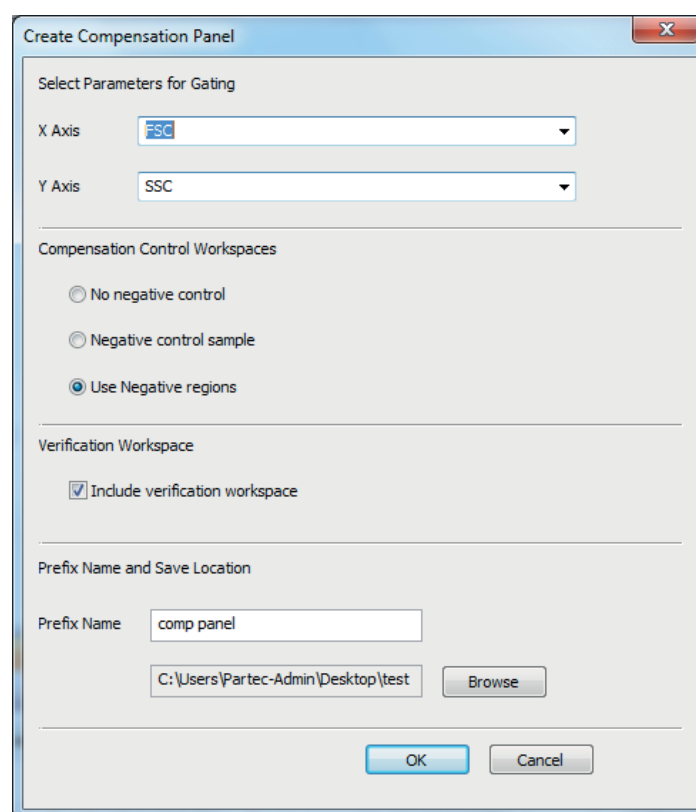 Create Compensation Panel
Select Parameters for Gating
X Axis FSC
Y Axis SSC
Compensation Control Workspaces
No negative control
Negative control sample
Use Negative regions
Verification Workspace
Include verification workspace
Prefix Name and Save Location
Prefix Name comp panel
C:\Users\Partec-Admin\Desktop\test Browse
OK Cancel